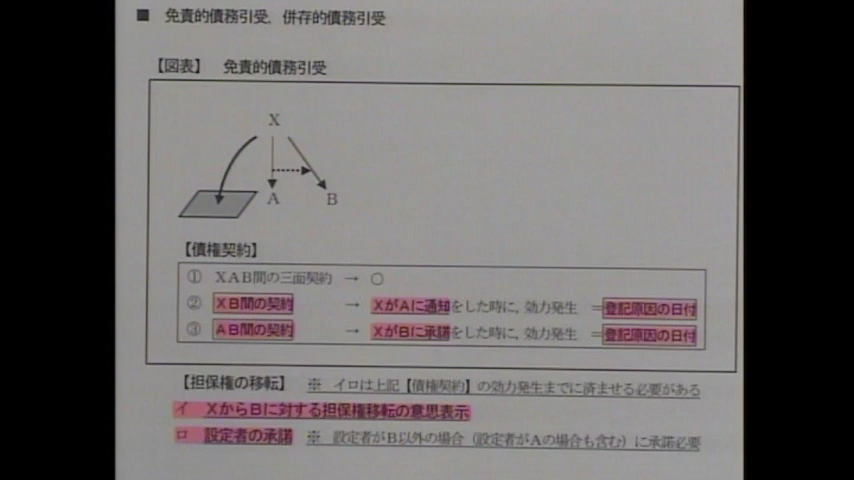 ■ 免責的債務引受，併存的債務引受
【図表】 免責的債務引受
X
A B
【債権契約】
① XAB間の三面契約 → ○
② XB間の契約 → XがAに通知をした時に，効力発生 ＝登記原因の日付
③ AB間の契約 → XがBに承諾をした時に，効力発生 ＝登記原因の日付
【担保権の移転】 ※ イロは上記【債権契約】の効力発生までに済ませる必要がある
イ XからBに対する担保権移転の意思表示
ロ 設定者の承諾 ※ 設定者がB以外の場合（設定者がAの場合も含む）に承諾必要